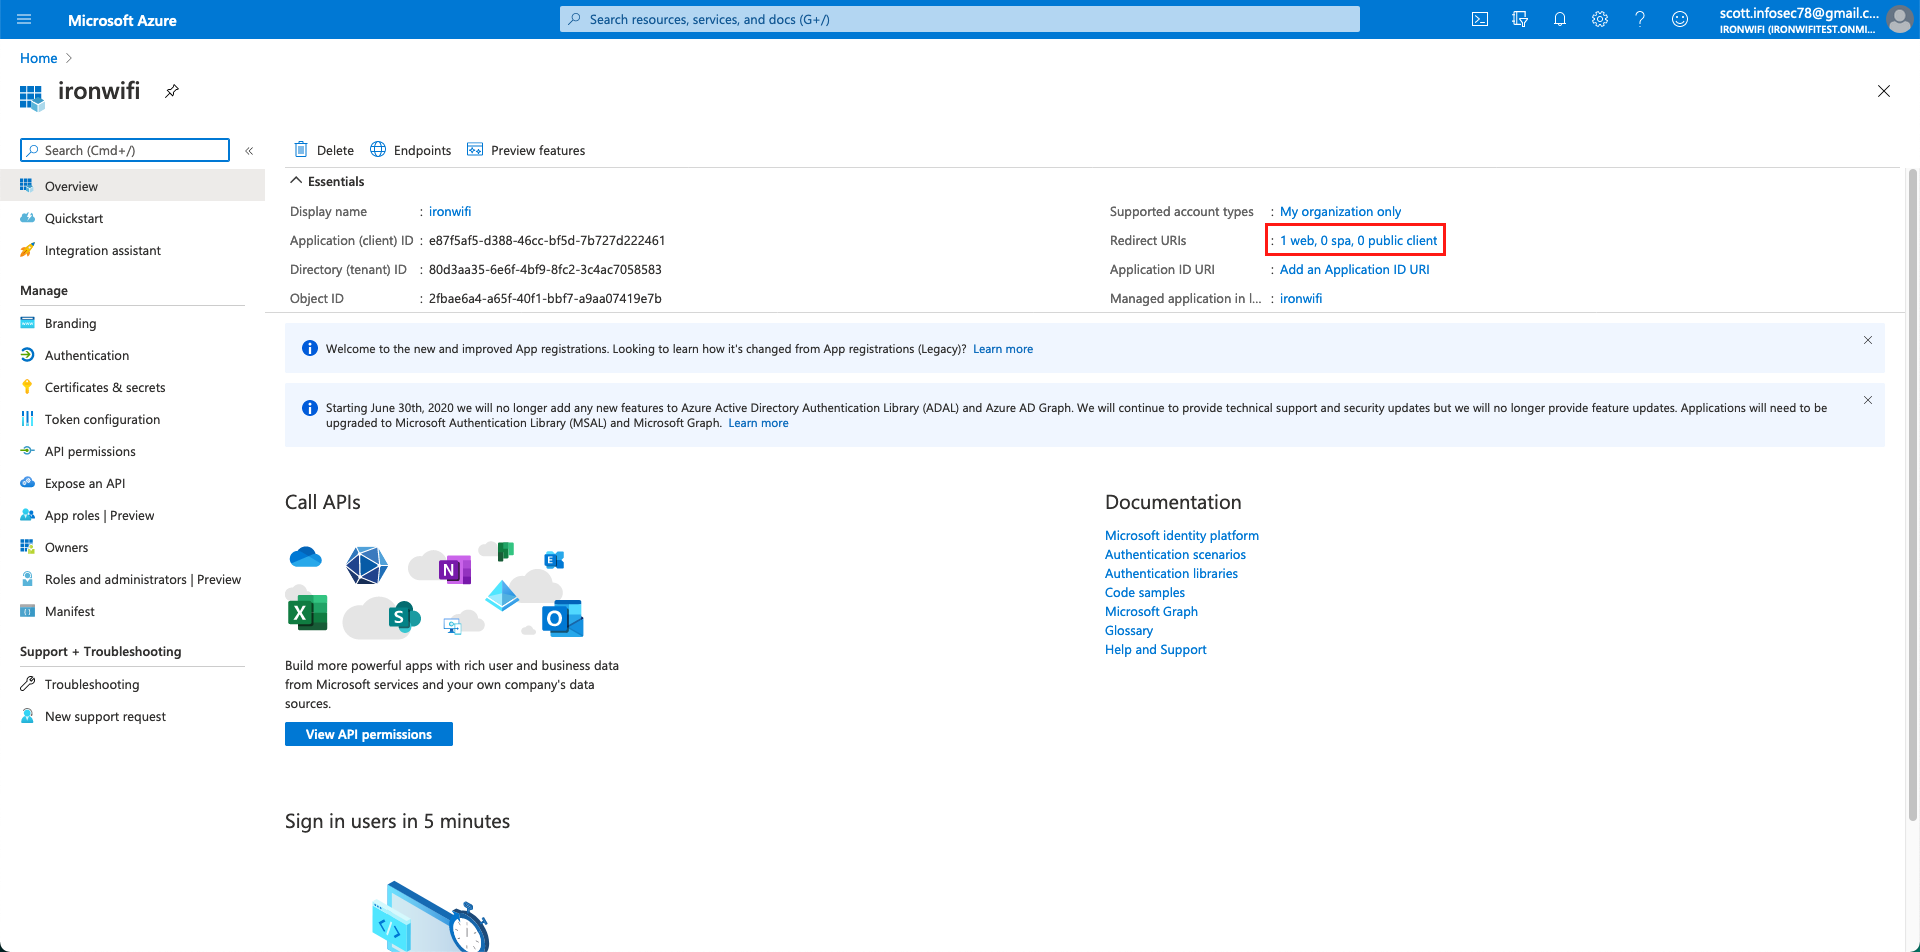 Microsoft Azure
Search resources, services, and docs (G+/)
scott.infosec78@gmail.c...
IRONWIFI (IRONWIFITEST.ONMI...
Home
ironwifi
Search (Cmd+/)
«
Delete
Endpoints
Preview features
Overview
Quickstart
Integration assistant
Manage
Branding
Authentication
Certificates & secrets
Token configuration
API permissions
Expose an API
App roles | Preview
Owners
Roles and administrators | Preview
Manifest
Support + Troubleshooting
Troubleshooting
New support request
Essentials
Display name : ironwifi
Application (client) ID : e87f5af5-d388-46cc-bf5d-7b727d222461
Directory (tenant) ID : 80d3aa35-6e6f-4bf9-8fc2-3c4ac7058583
Object ID : 2fbae6a4-a65f-40f1-bbf7-a9aa07419e7b
Supported account types : My organization only
Redirect URIs : 1 web, 0 spa, 0 public client
Application ID URI : Add an Application ID URI
Managed application in l... : ironwifi
Welcome to the new and improved App registrations. Looking to learn how it's changed from App registrations (Legacy)? Learn more
Starting June 30th, 2020 we will no longer add any new features to Azure Active Directory Authentication Library (ADAL) and Azure AD Graph. We will continue to provide technical support and security updates but we will no longer provide feature updates. Applications will need to be
upgraded to Microsoft Authentication Library (MSAL) and Microsoft Graph. Learn more
Call APIs
N
E
X
S
O
Build more powerful apps with rich user and business data
from Microsoft services and your own company's data
sources.
View API permissions
Documentation
Microsoft identity platform
Authentication scenarios
Authentication libraries
Code samples
Microsoft Graph
Glossary
Help and Support
Sign in users in 5 minutes